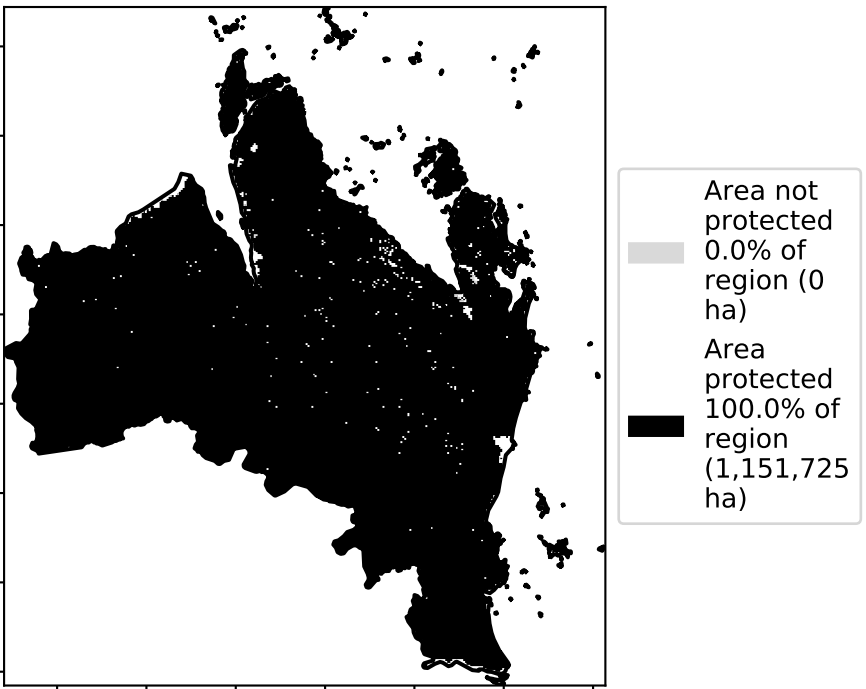 Area not
protected
0.0% of
region (0
ha)
Area
protected
100.0% of
region
(1,151,725
ha)